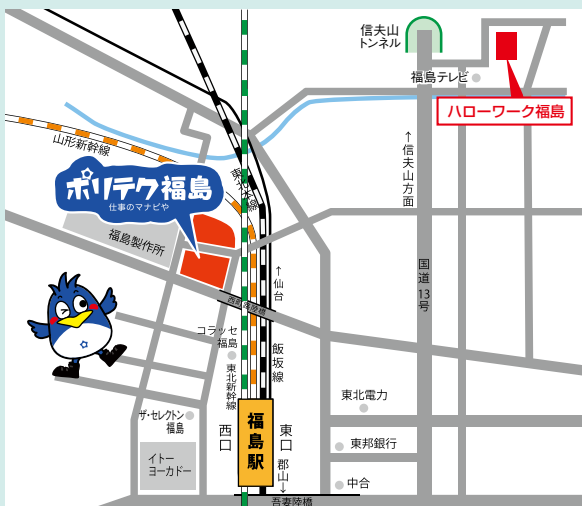 信夫山
トンネル
福島テレビ
ハローワーク福島
山形新幹線
東北本線
ポリテク福島
仕事のマナビや
←信夫山方面
福島製作所
←仙台
国道13号
西町跨線橋
コラッセ
福島
東北新幹線
飯坂線
東北電力
ザ・セレクトン
福島
福島駅
西口
東口
郡山→
東邦銀行
イトー
ヨーカドー
中合
吾妻陸橋